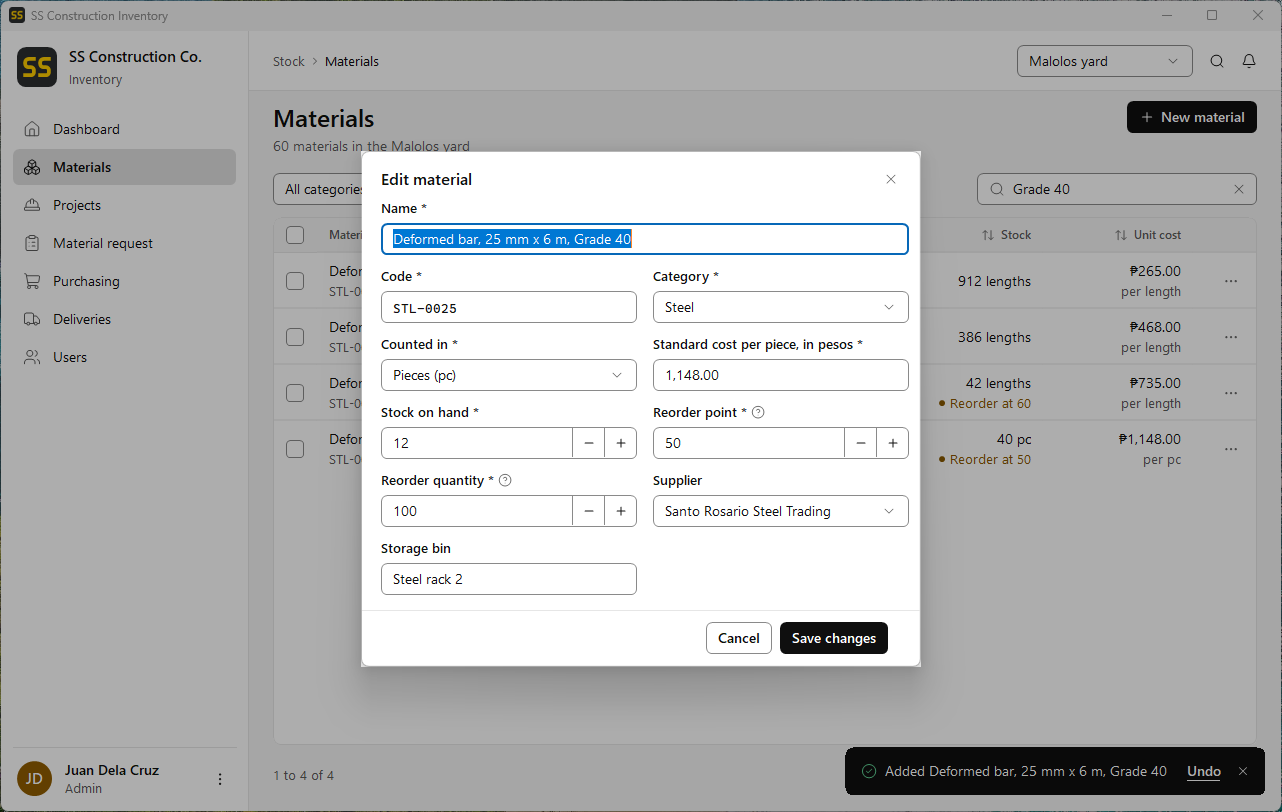 SS Construction Inventory
SS
SS Construction Co.
Inventory
Dashboard
Materials
Projects
Material request
Purchasing
Deliveries
Users
JD
Juan Dela Cruz
Admin
Stock
Materials
Malolos yard
Materials
60 materials in the Malolos yard
New material
All categories
Grade 40
Stock
Unit cost
912 lengths
₱265.00
per length
386 lengths
₱468.00
per length
42 lengths
Reorder at 60
₱735.00
per length
40 pc
Reorder at 50
₱1,148.00
per pc
1 to 4 of 4
Edit material
Name *
Deformed bar, 25 mm x 6 m, Grade 40
Code *
STL-0025
Category *
Steel
Counted in *
Pieces (pc)
Standard cost per piece, in pesos *
1,148.00
Stock on hand *
12
Reorder point *
50
Reorder quantity *
100
Supplier
Santo Rosario Steel Trading
Storage bin
Steel rack 2
Cancel
Save changes
Added Deformed bar, 25 mm x 6 m, Grade 40
Undo